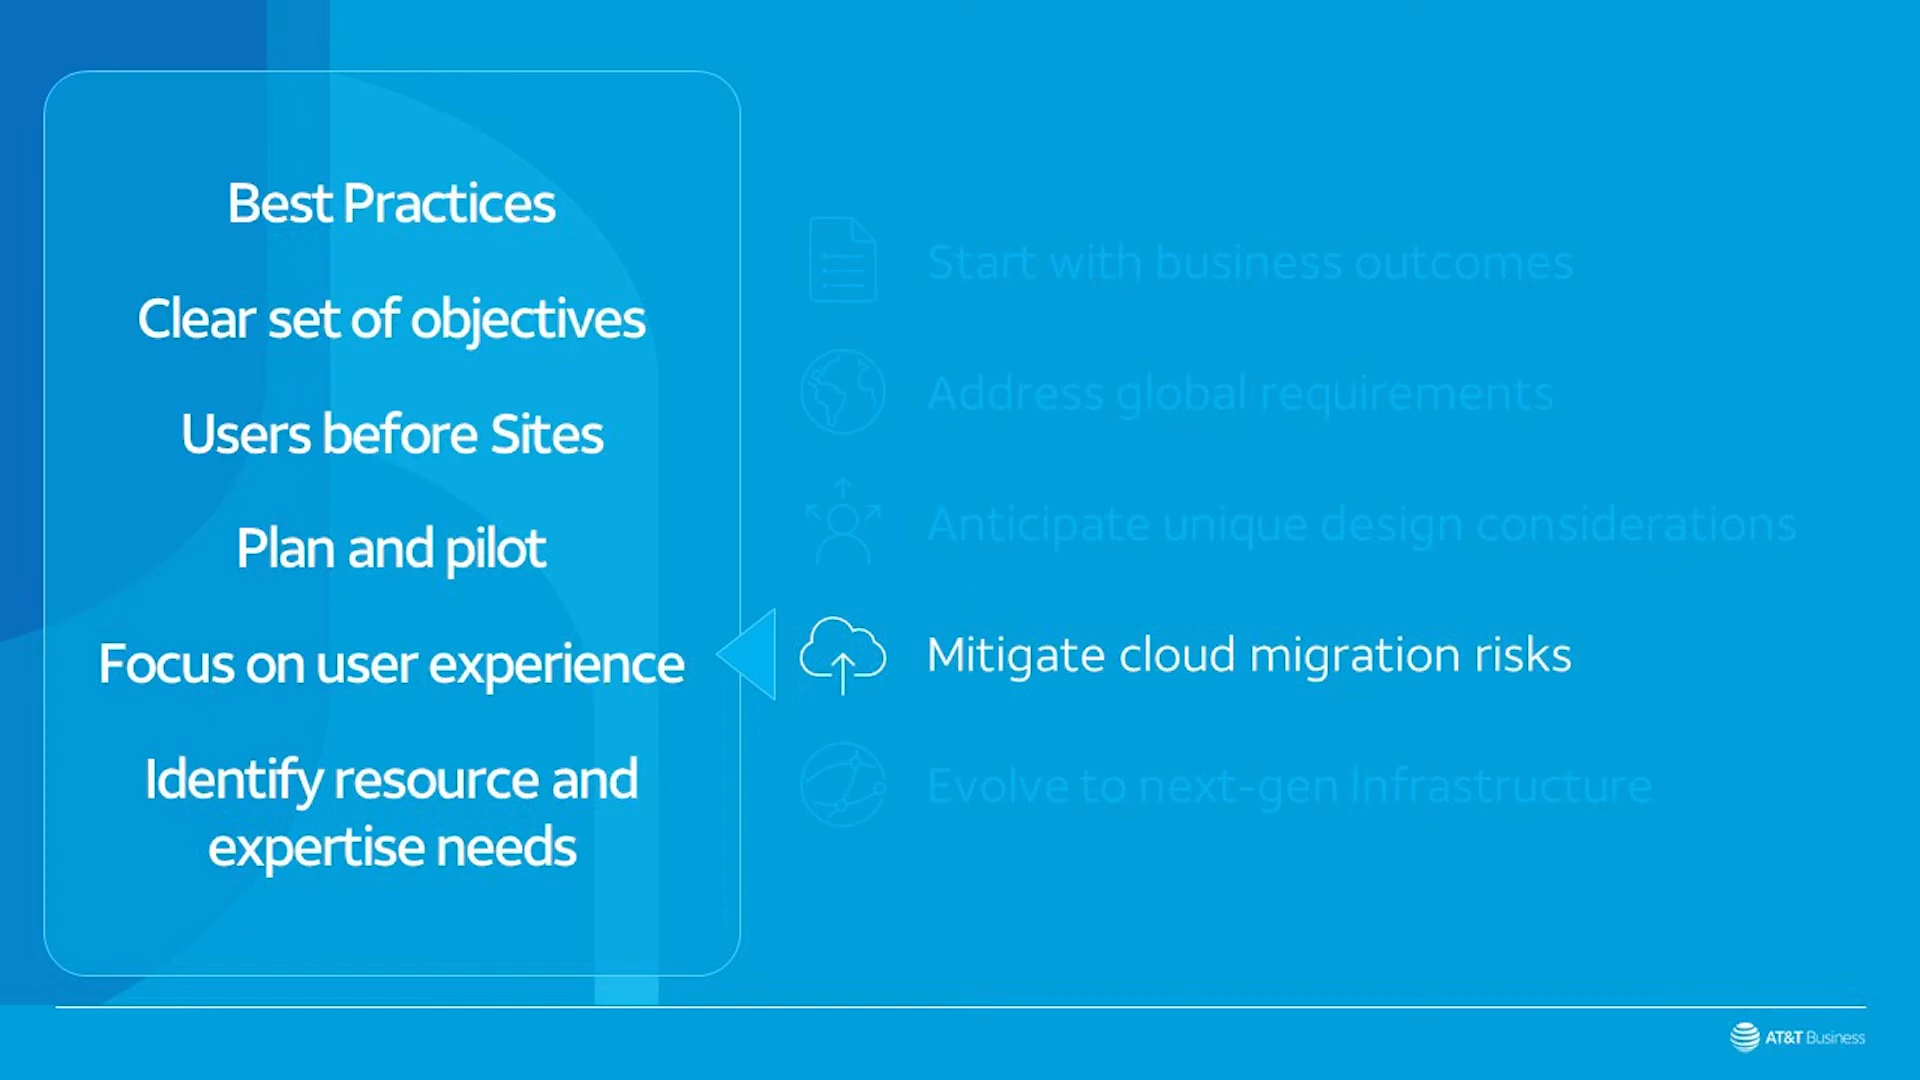 Best Practices
Clear set of objectives
Users before Sites
Plan and pilot
Focus on user experience
Identify resource and
expertise needs
Start with business outcomes
Address global requirements
Anticipate unique design considerations
Mitigate cloud migration risks
Evolve to next-gen Infrastructure
AT&T Business